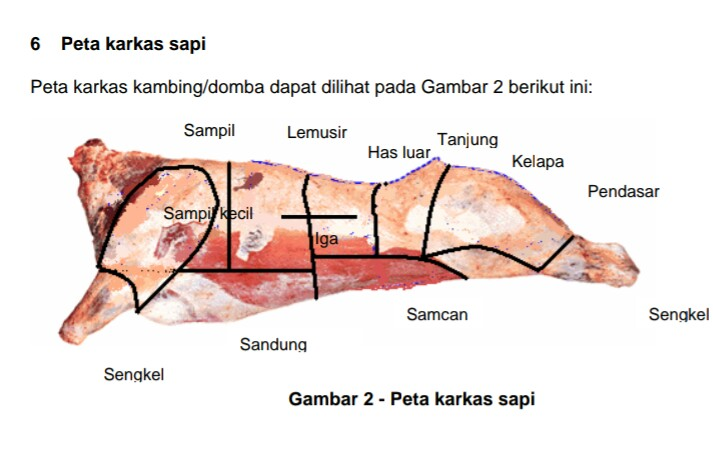 6 Peta karkas sapi
Peta karkas kambing/domba dapat dilihat pada Gambar 2 berikut ini:
Sampil
Lemusir
Has luar
Tanjung
Kelapa
Pendasar
Sampil kecil
Iga
Samcan
Sengkel
Sandung
Sengkel
Gambar 2 - Peta karkas sapi